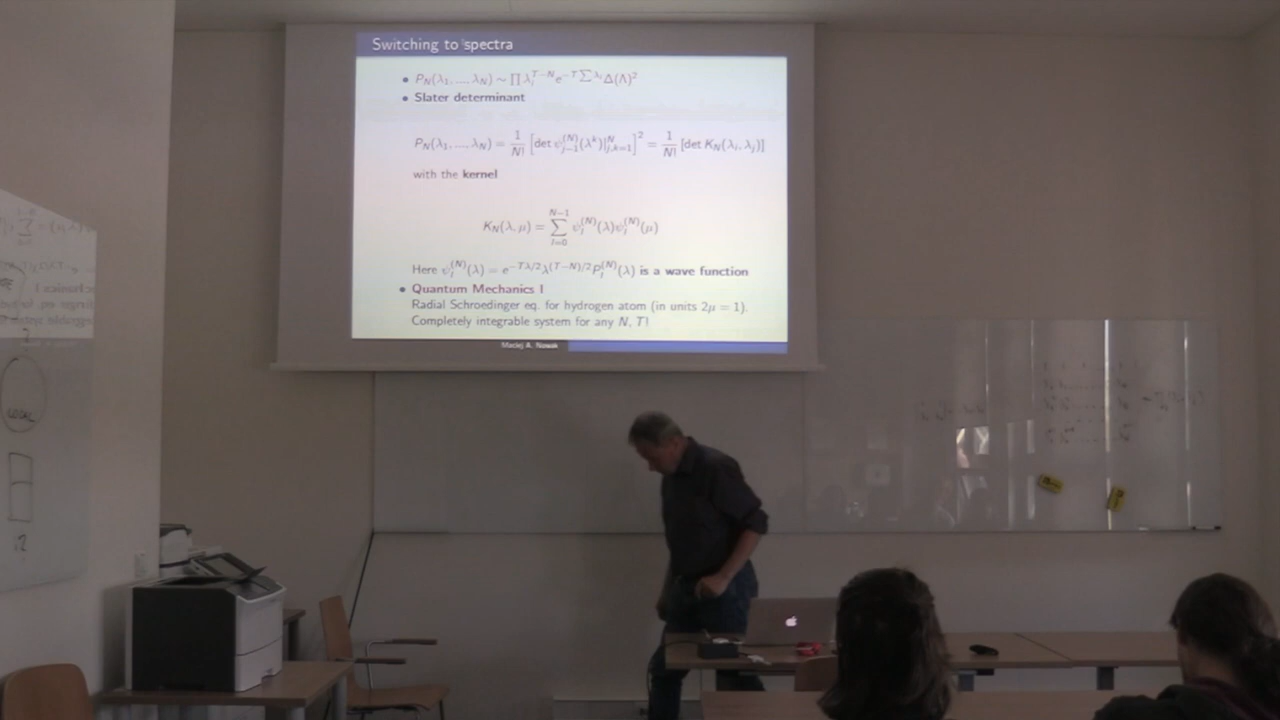 Switching to spectra
• P_N(λ_1, ..., λ_N) ∼ ∏ λ_i^{T−N} e^{−T ∑ λ_i} Δ(Λ)^2
• Slater determinant
P_N(λ_1, ..., λ_N) = 1/N! [det ψ_{j−1}^{(N)}(λ^k)|_{j,k=1}^N]^2 = 1/N! [det K_N(λ_i, λ_j)]
with the kernel
K_N(λ, μ) = ∑_{l=0}^{N−1} ψ_l^{(N)}(λ)ψ_l^{(N)}(μ)
Here ψ_l^{(N)}(λ) = e^{−Tλ/2} λ^{(T−N)/2} P_l^{(N)}(λ) is a wave function
• Quantum Mechanics I
Radial Schroedinger eq. for hydrogen atom (in units 2μ = 1).
Completely integrable system for any N, T!
Maciej A. Nowak